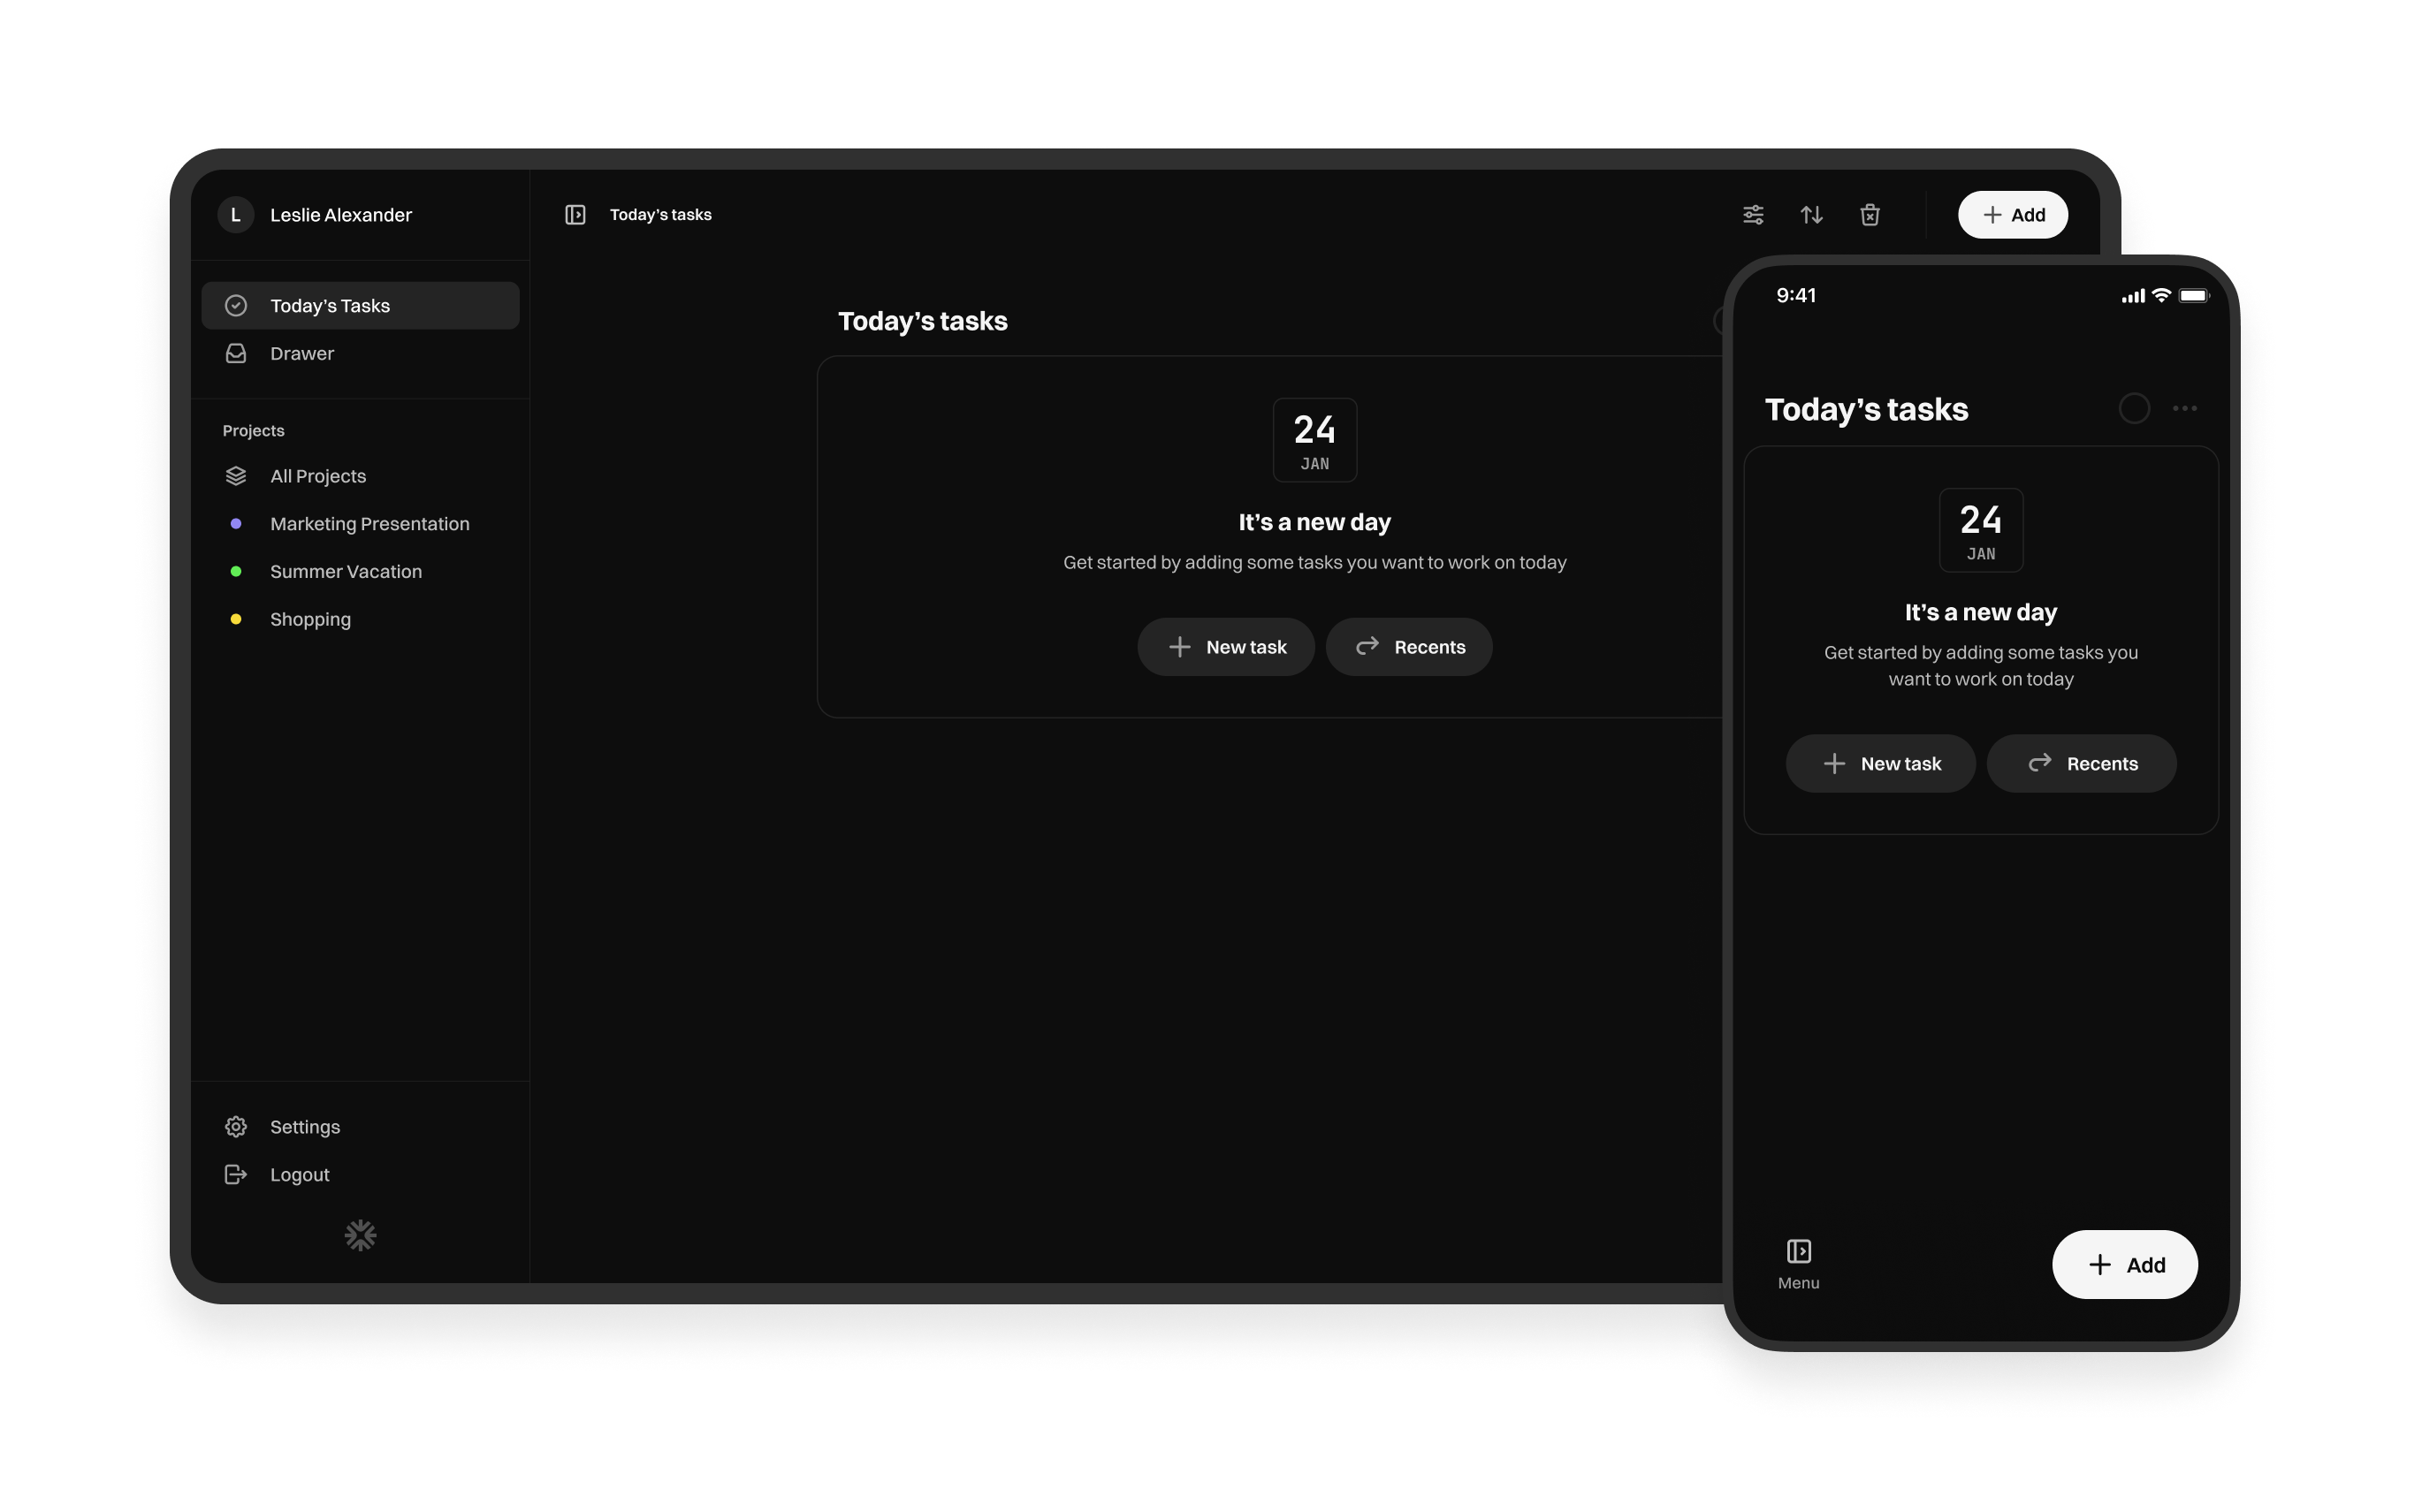 L Leslie Alexander
Today’s Tasks
Drawer
Projects
All Projects
Marketing Presentation
Summer Vacation
Shopping
Settings
Logout
Today’s tasks
Add
Today’s tasks
24
JAN
It’s a new day
Get started by adding some tasks you want to work on today
New task
Recents
9:41
Today’s tasks
24
JAN
It’s a new day
Get started by adding some tasks you
want to work on today
New task
Recents
Menu
Add